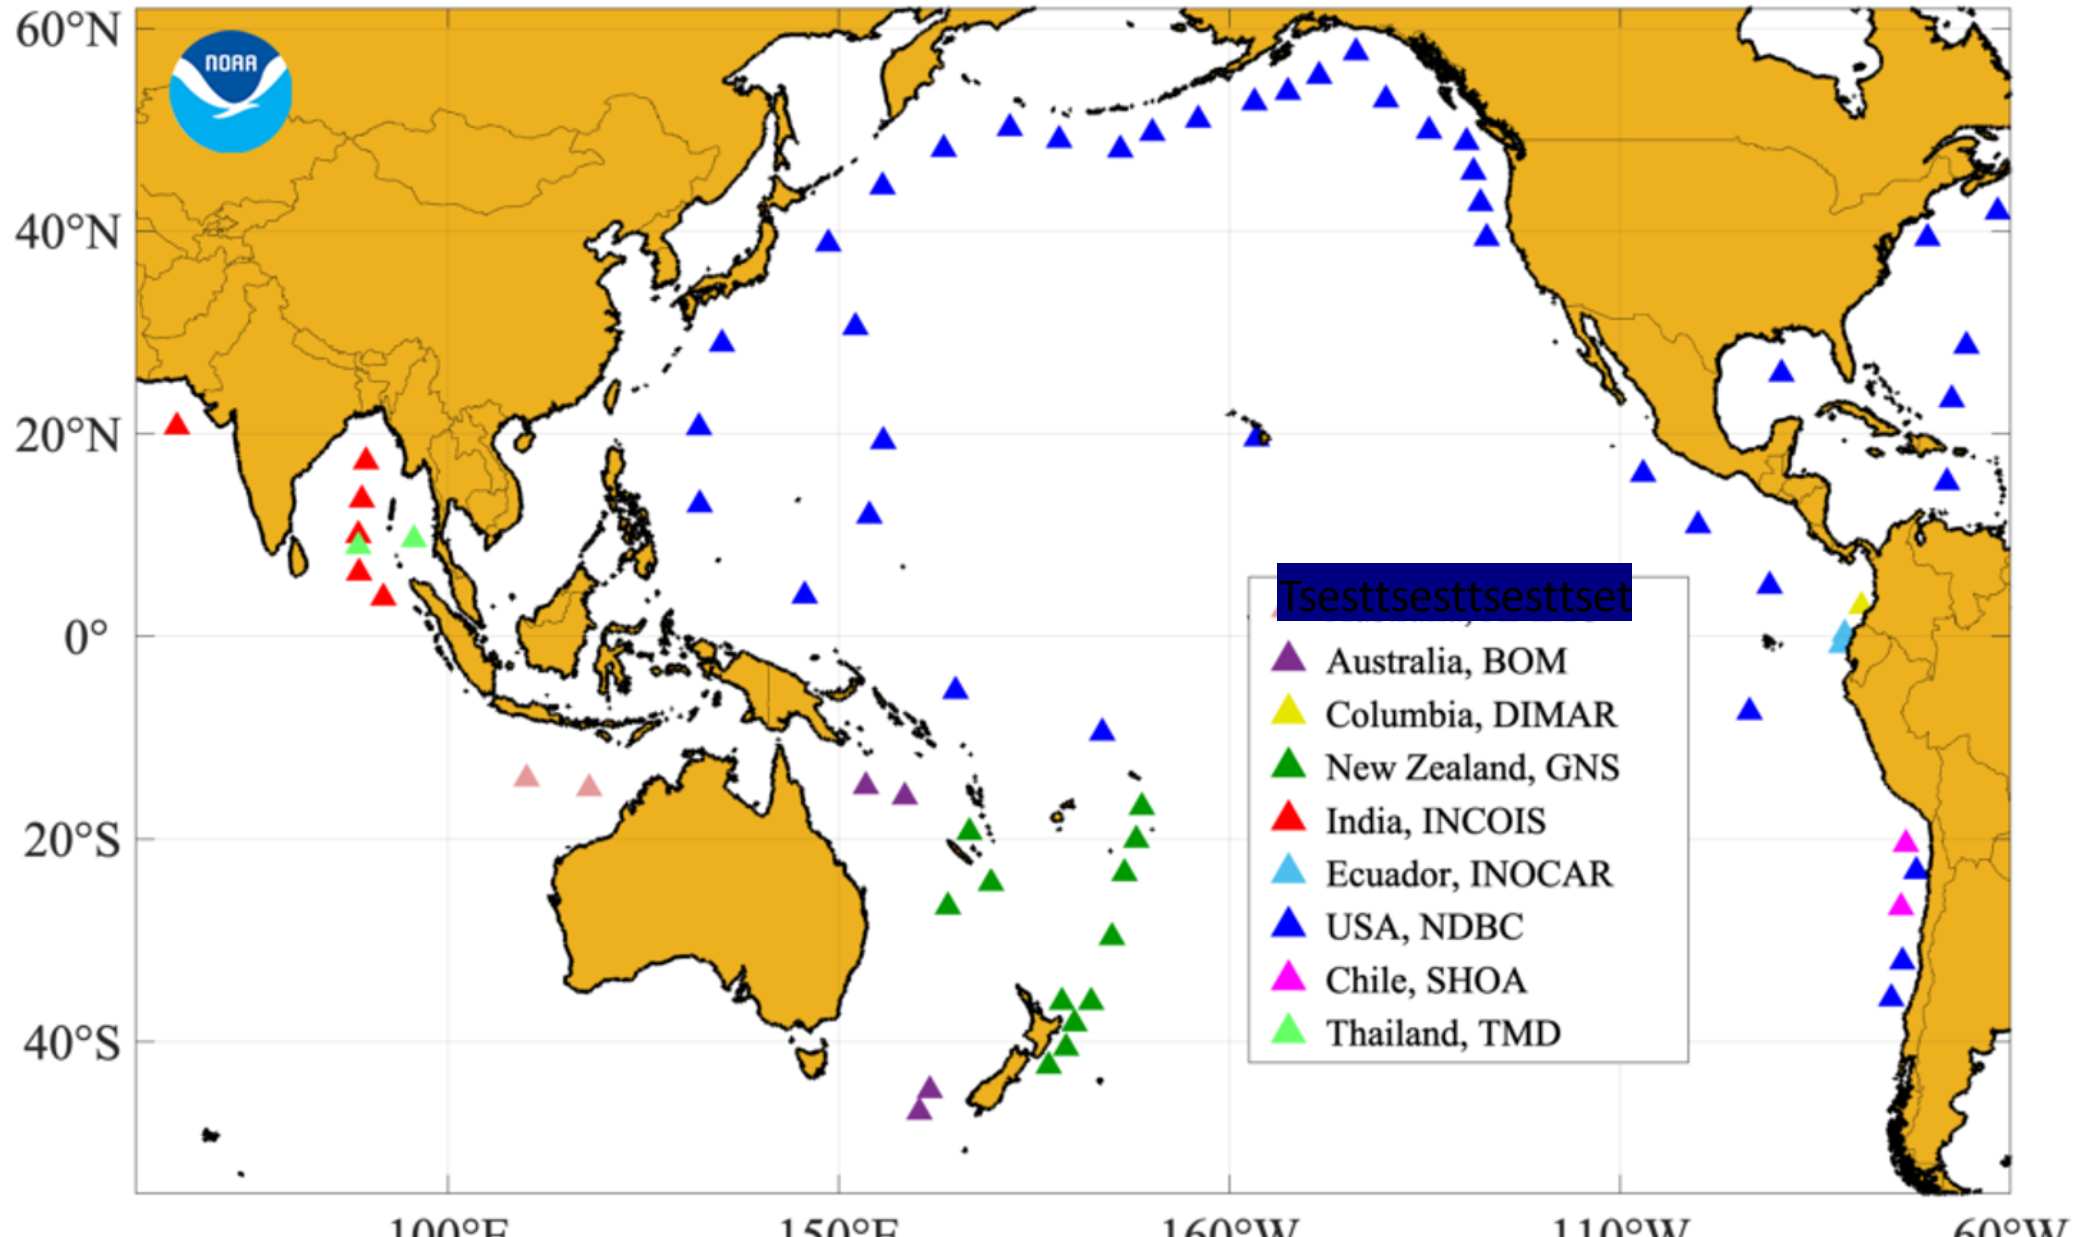 60°N
NOAA
40°N
20°N
0°
20°S
40°S
Tsesttsesttsesttset
Australia, BOM
Columbia, DIMAR
New Zealand, GNS
India, INCOIS
Ecuador, INOCAR
USA, NDBC
Chile, SHOA
Thailand, TMD
100°E 150°E 160°W 110°W 60°W